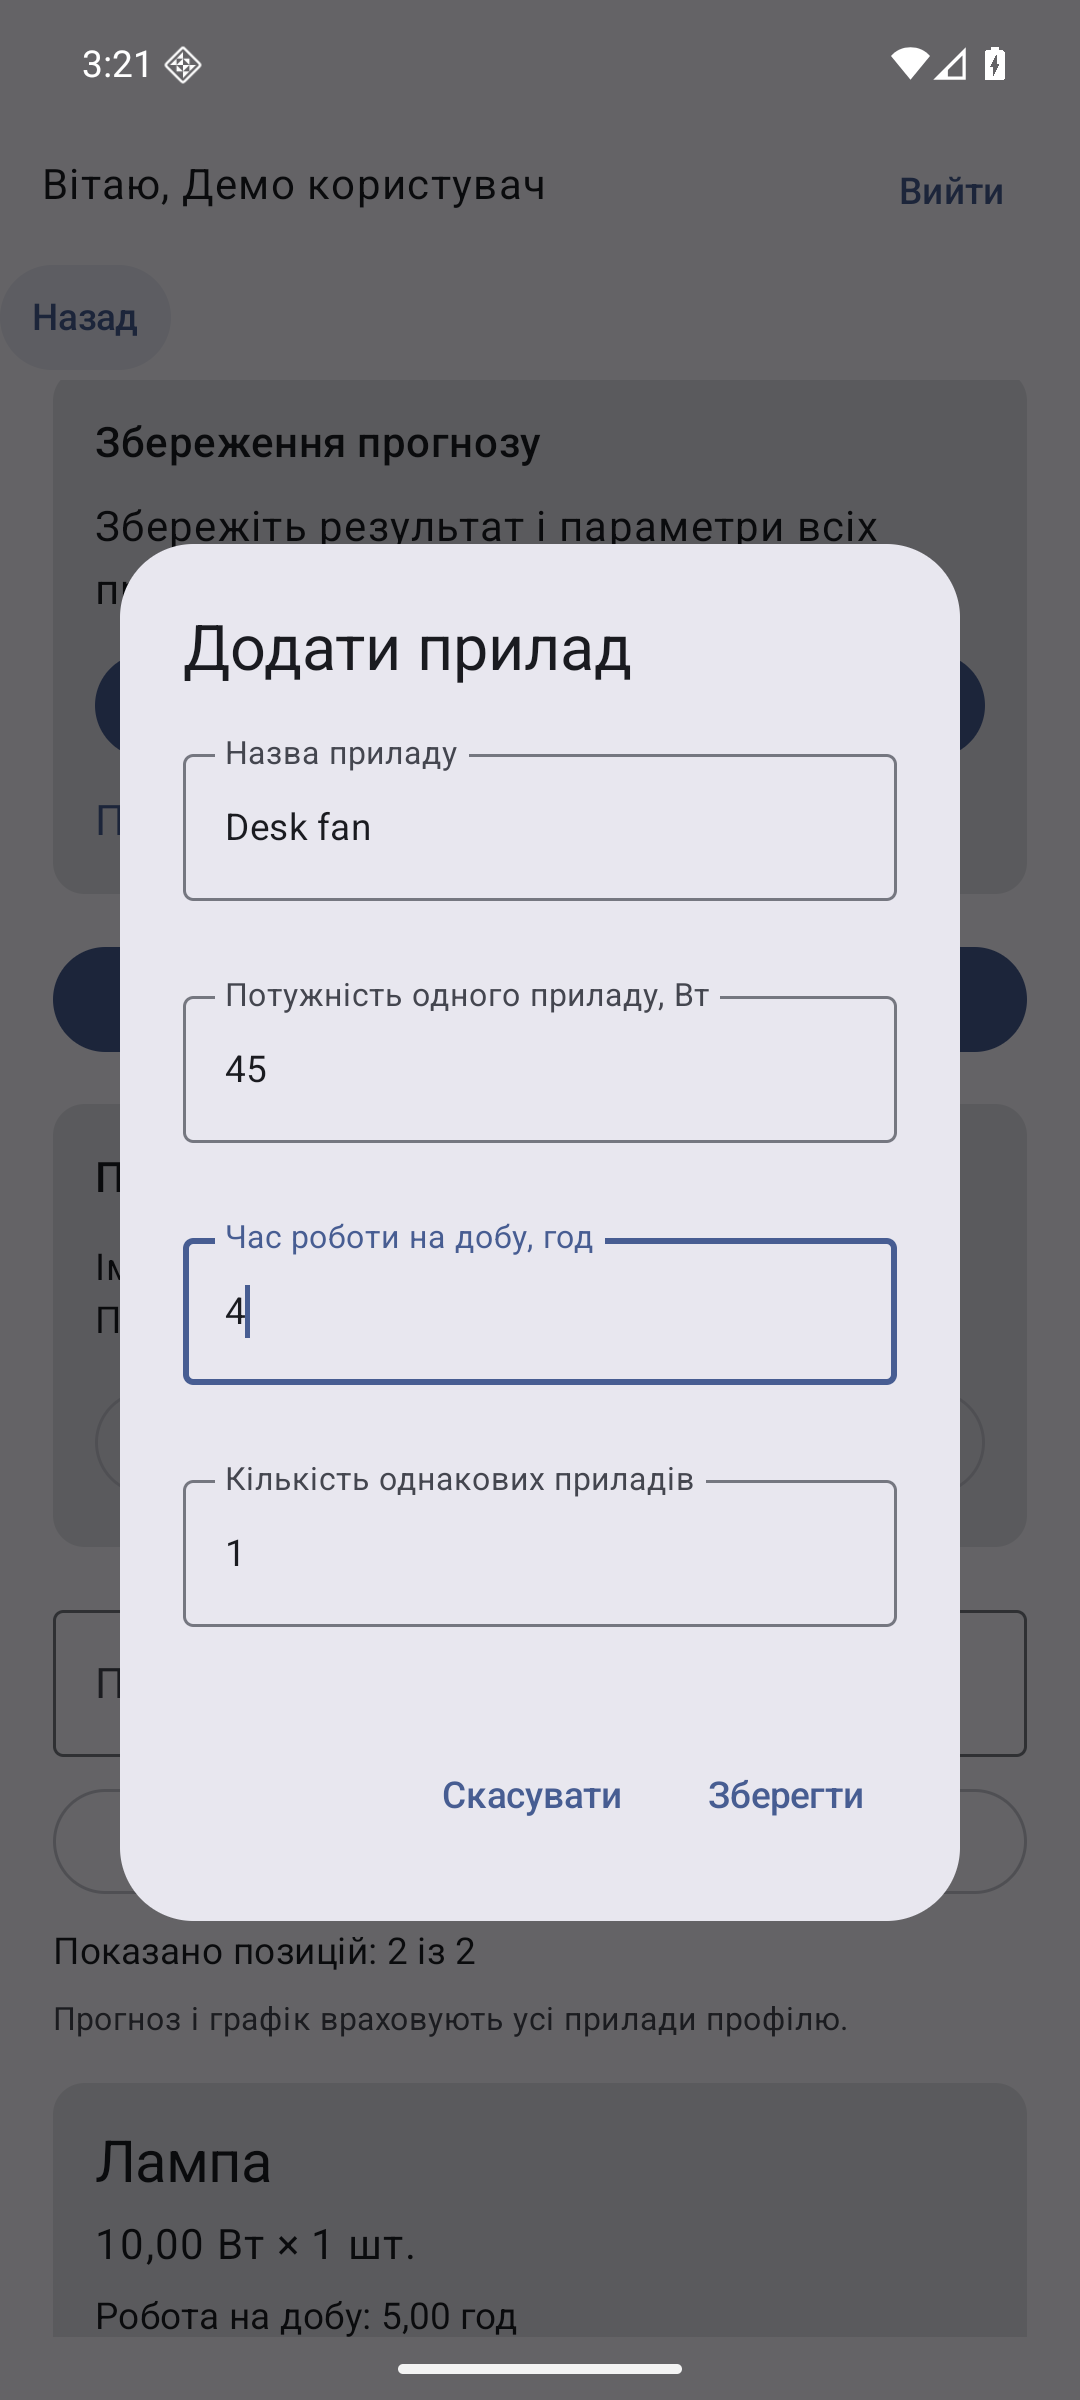 3:21
Вітаю, Демо користувач
Вийти
Назад
Збереження прогнозу
Збережіть результат і параметри всіх
Додати прилад
Назва приладу
Desk fan
Потужність одного приладу, Вт
45
Час роботи на добу, год
4
Кількість однакових приладів
1
Скасувати
Зберегти
Показано позицій: 2 із 2
Прогноз і графік враховують усі прилади профілю.
Лампа
10,00 Вт × 1 шт.
Робота на добу: 5,00 год